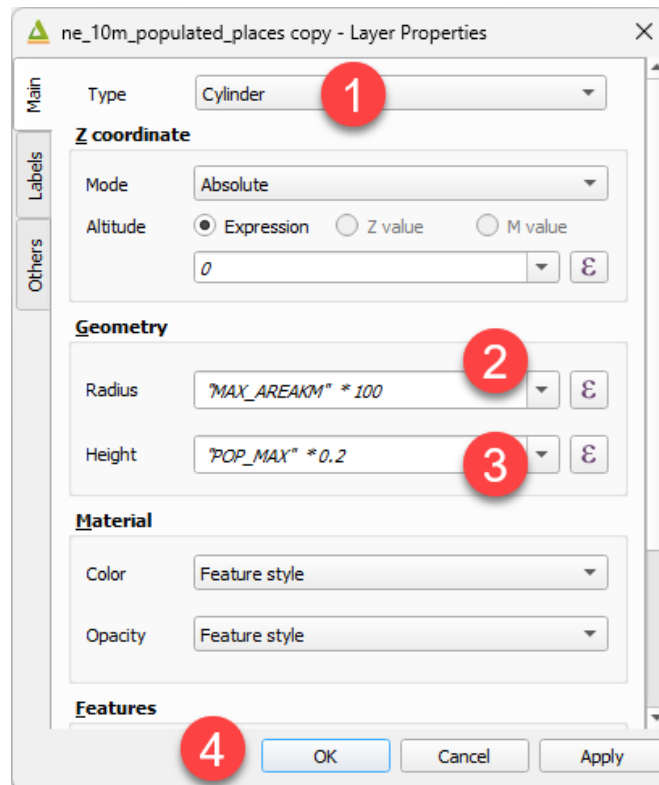 ne_10m_populated_places copy - Layer Properties
Main
Labels
Others
Type Cylinder 1
Z coordinate
Mode Absolute
Altitude Expression Z value M value
0 ε
Geometry
2
Radius "MAX_AREAKM" * 100 ε
Height "POP_MAX" * 0.2 3 ε
Material
Color Feature style
Opacity Feature style
Features
4 OK Cancel Apply